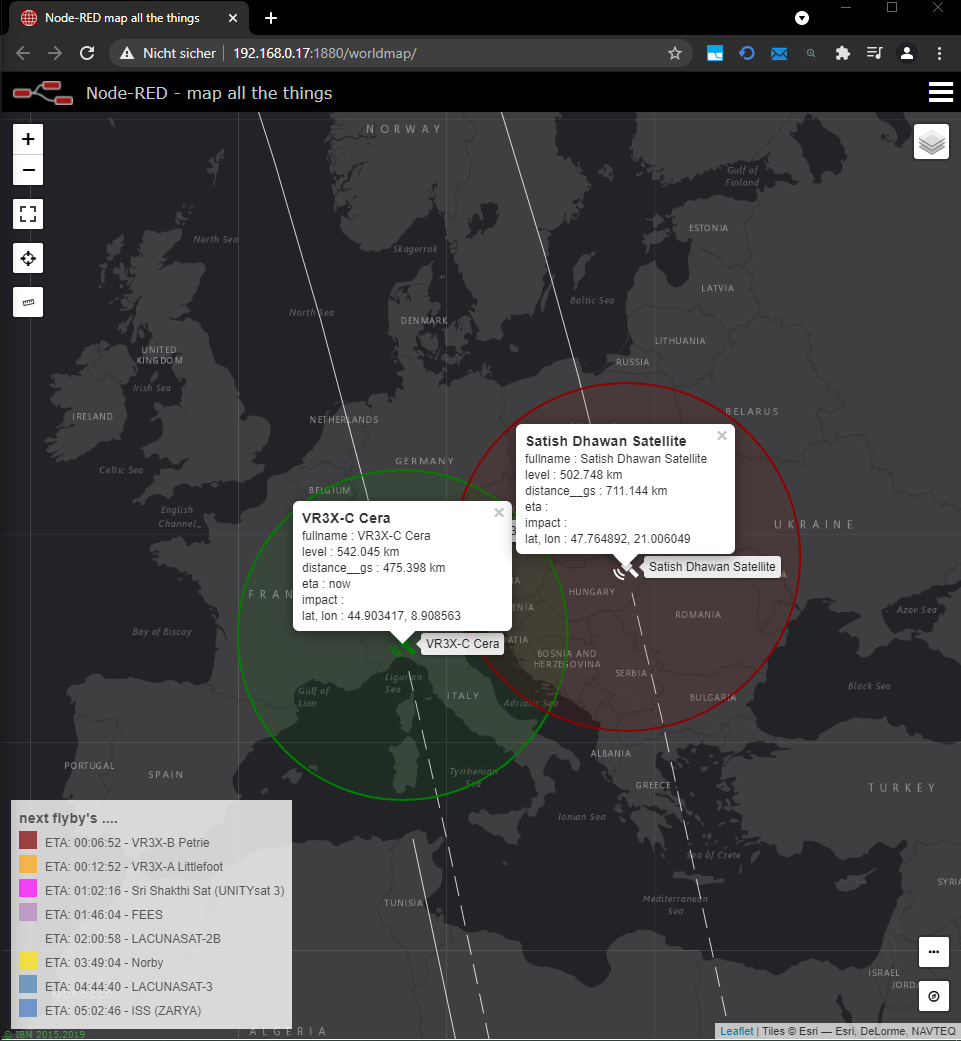 Node-RED map all the things
Nicht sicher
192.168.0.17:1880/worldmap/
Node-RED - map all the things
NORWAY
Gulf of
Finland
North Sea
ESTONIA
Skagerrak
LATVIA
Baltic Sea
North Sea
DENMARK
LITHUANIA
UNITED
KINGDOM
RUSSIA
Irish Sea
IRELAND
NETHERLANDS
BELARUS
GERMANY
Celtic Sea
BELGIUM
English
Channel
UKRAINE
Satish Dhawan Satellite
fullname : Satish Dhawan Satellite
level : 502.748 km
distance__gs : 711.144 km
eta :
impact :
lat, lon : 47.764892, 21.006049
×
Satish Dhawan Satellite
VR3X-C Cera
fullname : VR3X-C Cera
level : 542.045 km
distance__gs : 475.398 km
eta : now
impact :
lat, lon : 44.903417, 8.908563
×
VR3X-C Cera
FRAN
HUNGARY
ENIA
ROMANIA
Azov Sea
Bay of Biscay
ATIA
BOSNIA AND
HERZEGOVINA
SERBIA
Ligurian
Sea
Gulf of
Lion
ITALY
Adriatic Sea
BULGARIA
Black Sea
ALBANIA
PORTUGAL
SPAIN
Tyrrhenian
Sea
GREECE
TURKEY
Ionian Sea
Sea of Crete
SYRIA
TUNISIA
Mediterranean
Sea
ISRAEL
JORDA
ALGERIA
next flyby's ....
ETA: 00:06:52 - VR3X-B Petrie
ETA: 00:12:52 - VR3X-A Littlefoot
ETA: 01:02:16 - Sri Shakthi Sat (UNITYsat 3)
ETA: 01:46:04 - FEES
ETA: 02:00:58 - LACUNASAT-2B
ETA: 03:49:04 - Norby
ETA: 04:44:40 - LACUNASAT-3
ETA: 05:02:46 - ISS (ZARYA)
© IBM 2015,2019
Leaflet | Tiles © Esri — Esri, DeLorme, NAVTEQ